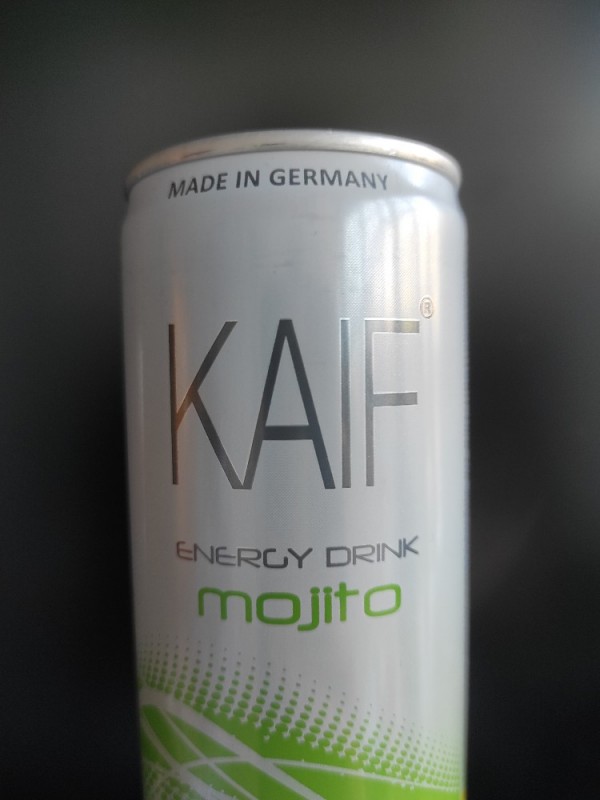 MADE IN GERMANY
KAIF®
ENERGY DRINK
mojito